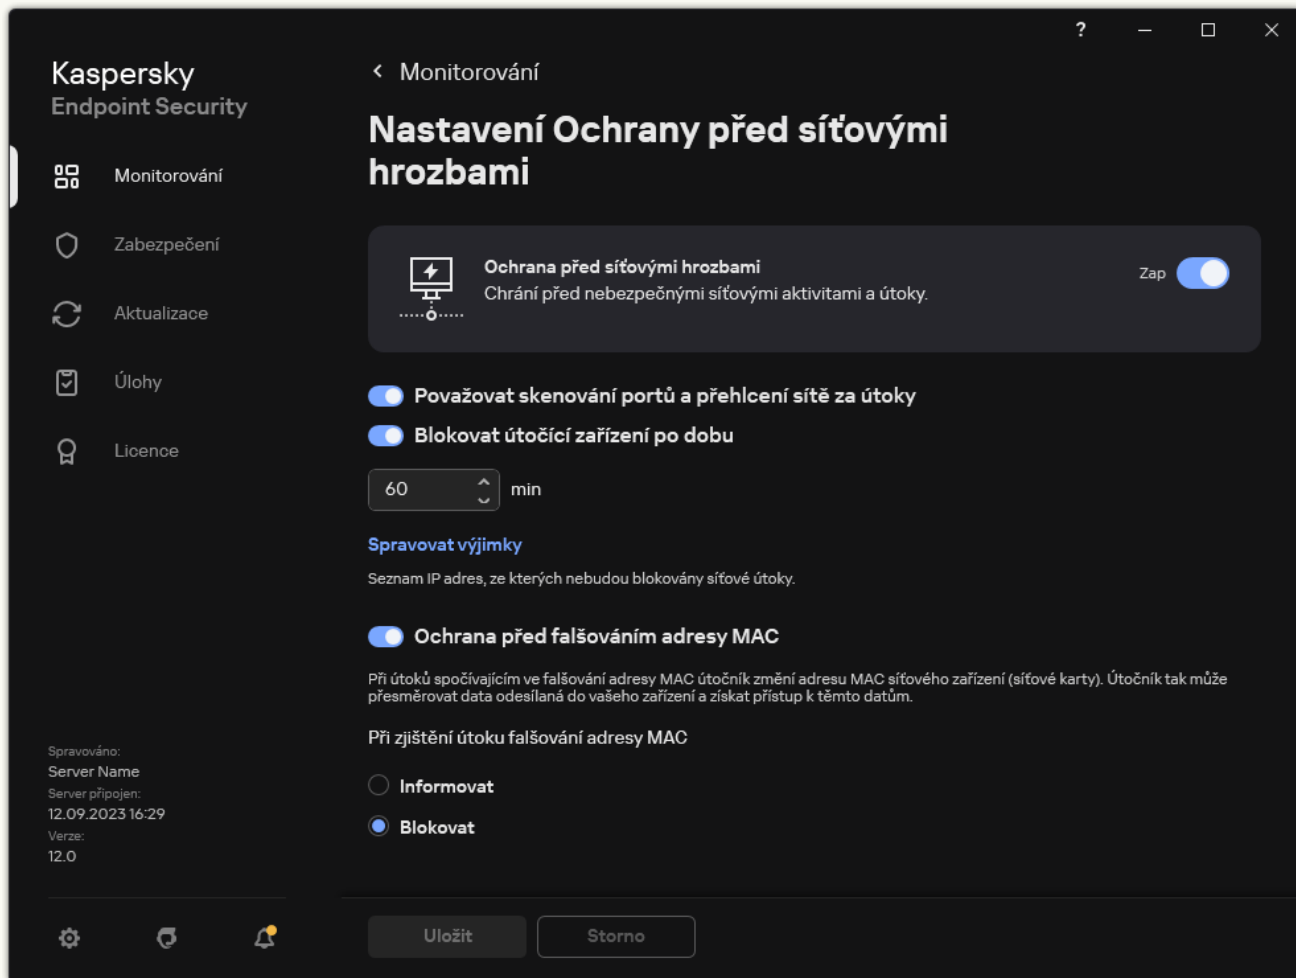 ?
Kaspersky
Endpoint Security
Monitorování
Zabezpečení
Aktualizace
Úlohy
Licence
Spravováno:
Server Name
Server připojen:
12.09.2023 16:29
Verze:
12.0
Monitorování
Nastavení Ochrany před síťovými
hrozbami
Ochrana před síťovými hrozbami
Chrání před nebezpečnými síťovými aktivitami a útoky.
Zap
Považovat skenování portů a přehlcení sítě za útoky
Blokovat útočící zařízení po dobu
60 min
Spravovat výjimky
Seznam IP adres, ze kterých nebudou blokovány síťové útoky.
Ochrana před falšováním adresy MAC
Při útoků spočívajícím ve falšování adresy MAC útočník změní adresu MAC síťového zařízení (síťové karty). Útočník tak může
přesměrovat data odesílaná do vašeho zařízení a získat přístup k těmto datům.
Při zjištění útoku falšování adresy MAC
Informovat
Blokovat
Uložit
Storno